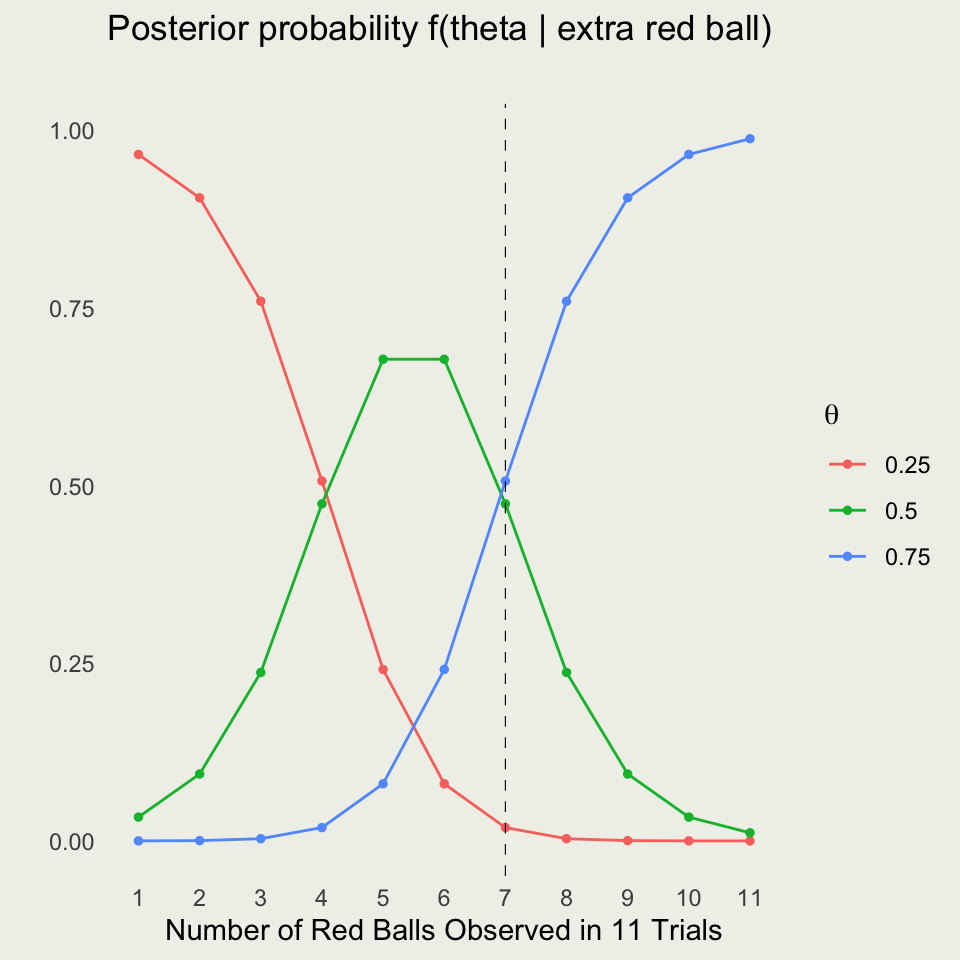 Posterior probability f(theta | extra red ball)
1.00
0.75
0.50
0.25
0.00
1 2 3 4 5 6 7 8 9 10 11
Number of Red Balls Observed in 11 Trials
θ
0.25
0.5
0.75